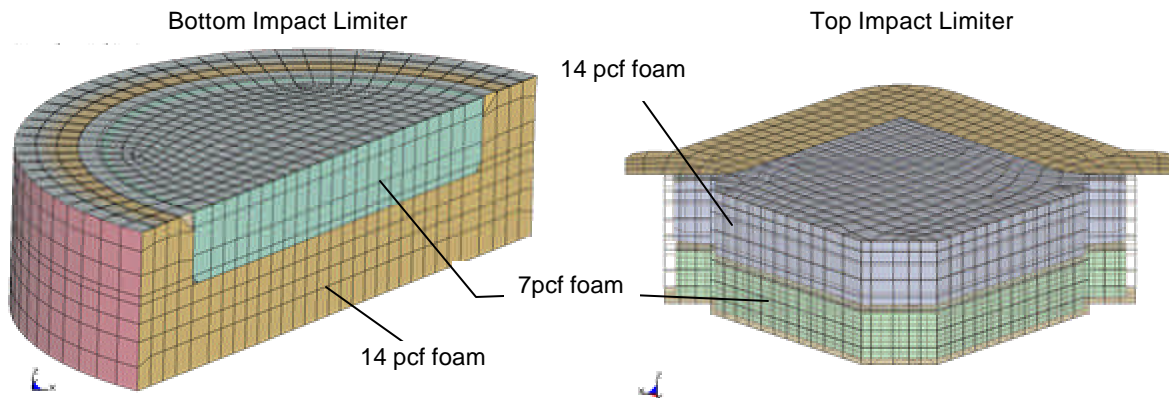 Bottom Impact Limiter
Top Impact Limiter
14 pcf foam
7pcf foam
14 pcf foam